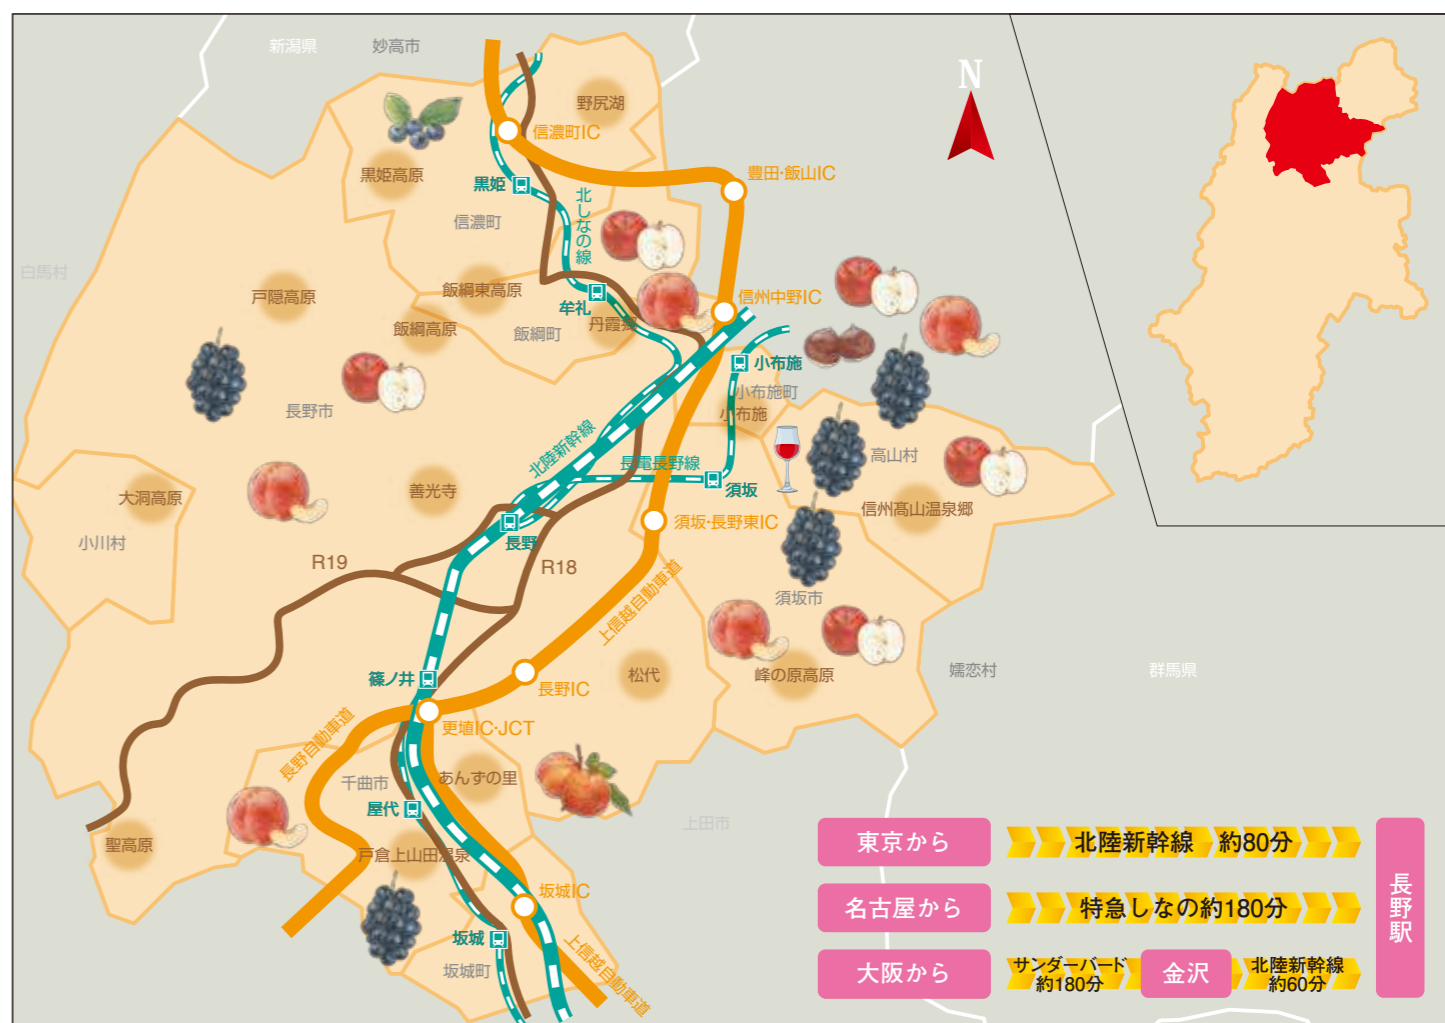 新潟県
妙高市
N
野尻湖
信濃町IC
黒姫高原
豊田・飯山IC
黒姫
北しなの線
信濃町
白馬村
戸隠高原
飯綱東高原
牟礼
信州中野IC
飯綱高原
飯綱町
丹霞郷
小布施
小布施町
小布施
長野市
北陸新幹線
長電長野線
高山村
大洞高原
善光寺
須坂
信州髙山温泉郷
小川村
長野
須坂・長野東IC
R19
R18
上信越自動車道
須坂市
篠ノ井
長野IC
松代
峰の原高原
嬬恋村
群馬県
更埴IC・JCT
長野自動車道
千曲市
あんずの里
屋代
上田市
聖高原
戸倉上山田温泉
坂城IC
坂城
坂城町
上信越自動車道
東京から
北陸新幹線 約80分
名古屋から
特急しなの約180分
大阪から
サンダーバード
約180分
金沢
北陸新幹線
約60分
長野駅